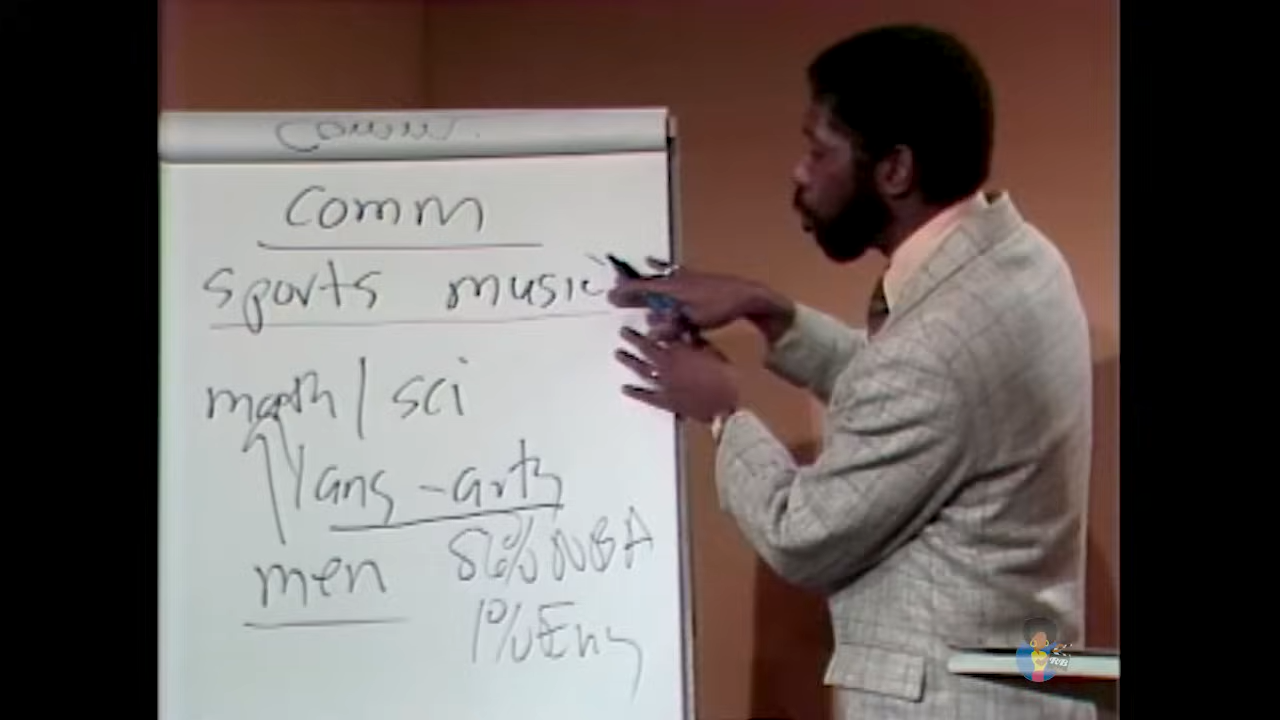 comm
comm
sports music
math / sci
lang - arts
86% NBA
men
1% Eng